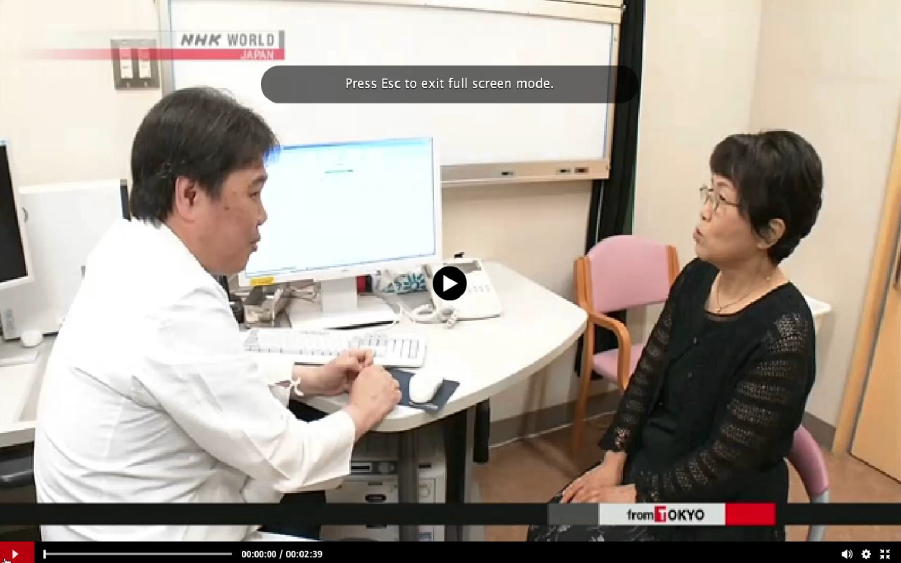 NHK WORLD
JAPAN
Press Esc to exit full screen mode.
from TOKYO
00:00:00 / 00:02:39